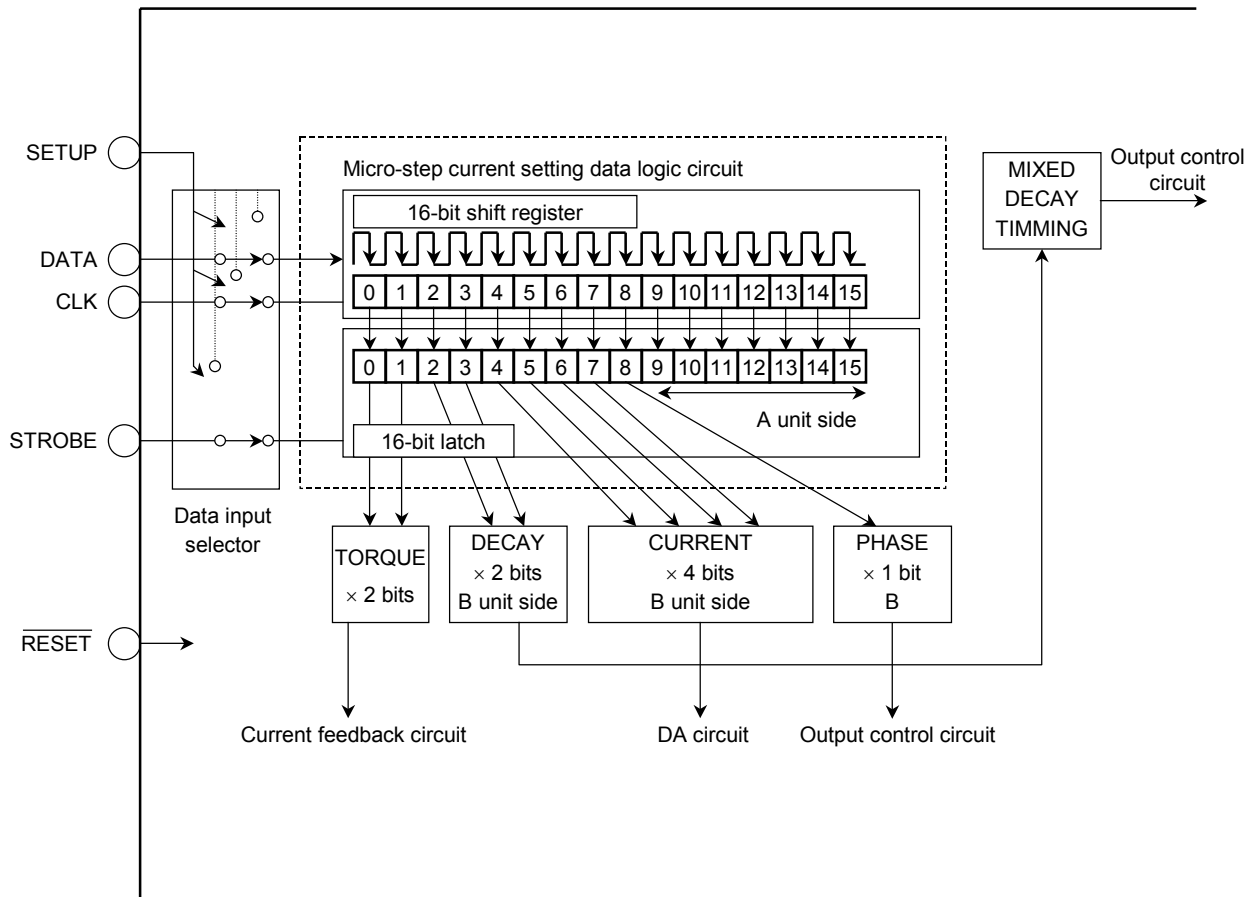 SETUP
DATA
CLK
STROBE
RESET
Data input
selector
Micro-step current setting data logic circuit
16-bit shift register
0 1 2 3 4 5 6 7 8 9 10 11 12 13 14 15
0 1 2 3 4 5 6 7 8 9 10 11 12 13 14 15
A unit side
16-bit latch
MIXED
DECAY
TIMMING
Output control
circuit
TORQUE
× 2 bits
DECAY
× 2 bits
B unit side
CURRENT
× 4 bits
B unit side
PHASE
× 1 bit
B
Current feedback circuit
DA circuit
Output control circuit